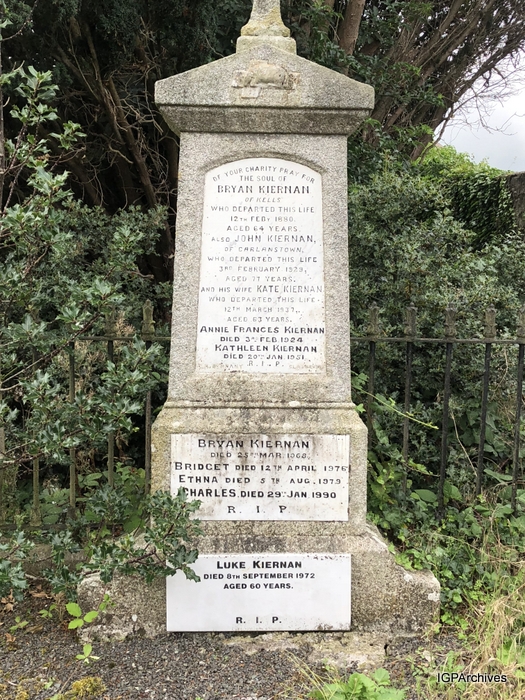 OF YOUR CHARITY PRAY FOR
THE SOUL OF
BRYAN KIERNAN
OF KELLS
WHO DEPARTED THIS LIFE
12TH FEBY 1880.
AGED 64 YEARS.
ALSO JOHN KIERNAN,
OF CARLANSTOWN,
WHO DEPARTED THIS LIFE
3RD FEBRUARY 1929,
AGED 77 YEARS.
AND HIS WIFE KATE KIERNAN
WHO DEPARTED THIS LIFE
12TH MARCH 1927,
AGED 63 YEARS.
ANNIE FRANCES KIERNAN
DIED 3RD FEB. 1924.
KATHLEEN KIERNAN
DIED 20TH JAN. 1951.
R.I.P.
BRYAN KIERNAN
DIED 25TH MAR. 1968.
BRIDGET DIED 12TH APRIL 1976
ETHNA DIED 5TH AUG. 1979
CHARLES, DIED 29TH JAN. 1990
R. I. P
LUKE KIERNAN
DIED 8TH SEPTEMBER 1972
AGED 60 YEARS.
R. I. P.
IGPArchives